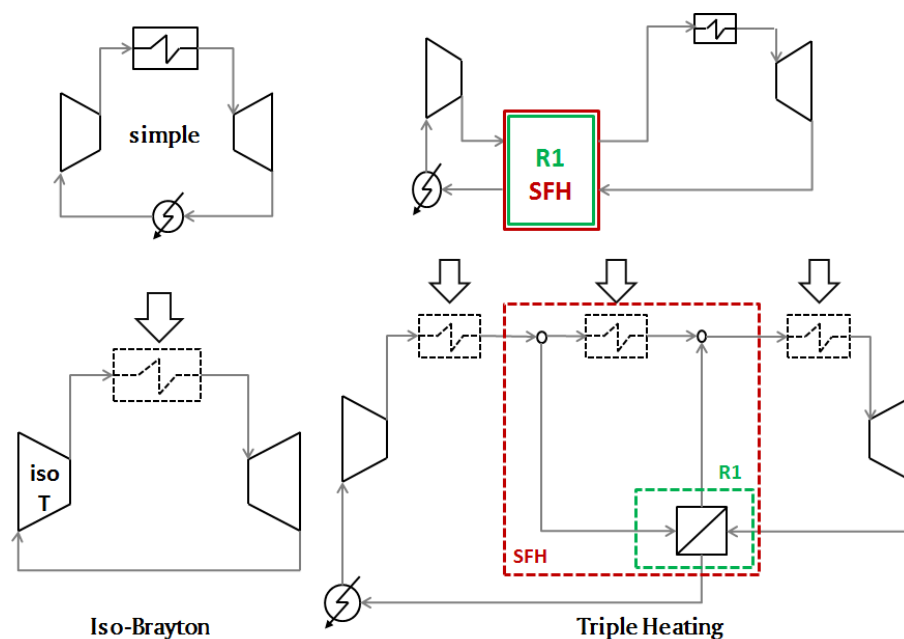 simple
R1
SFH
iso
T
R1
SFH
Iso-Brayton
Triple Heating